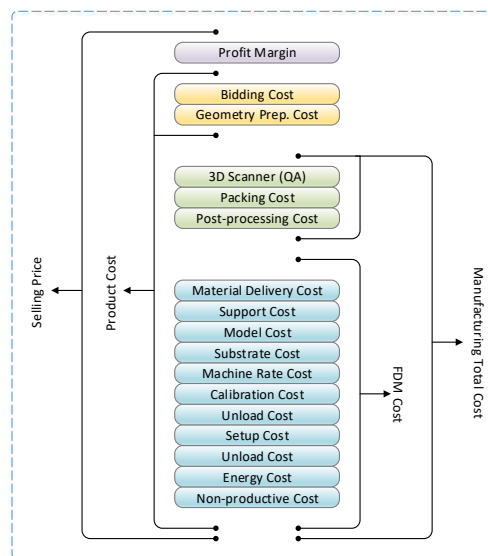 Profit Margin
Bidding Cost
Geometry Prep. Cost
3D Scanner (QA)
Packing Cost
Post-processing Cost
Material Delivery Cost
Support Cost
Model Cost
Substrate Cost
Machine Rate Cost
Calibration Cost
Unload Cost
Setup Cost
Unload Cost
Energy Cost
Non-productive Cost
Selling Price
Product Cost
FDM Cost
Manufacturing Total Cost